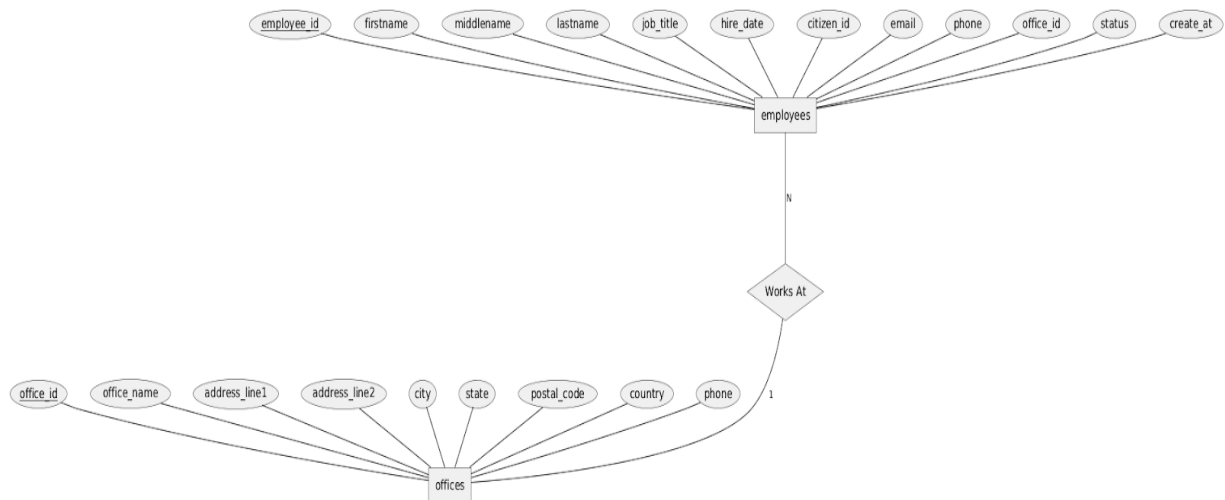 employee_id
firstname
middlename
lastname
job_title
hire_date
citizen_id
email
phone
office_id
status
create_at
employees
N
Works At
office_id
office_name
address_line1
address_line2
city
state
postal_code
country
phone
1
offices